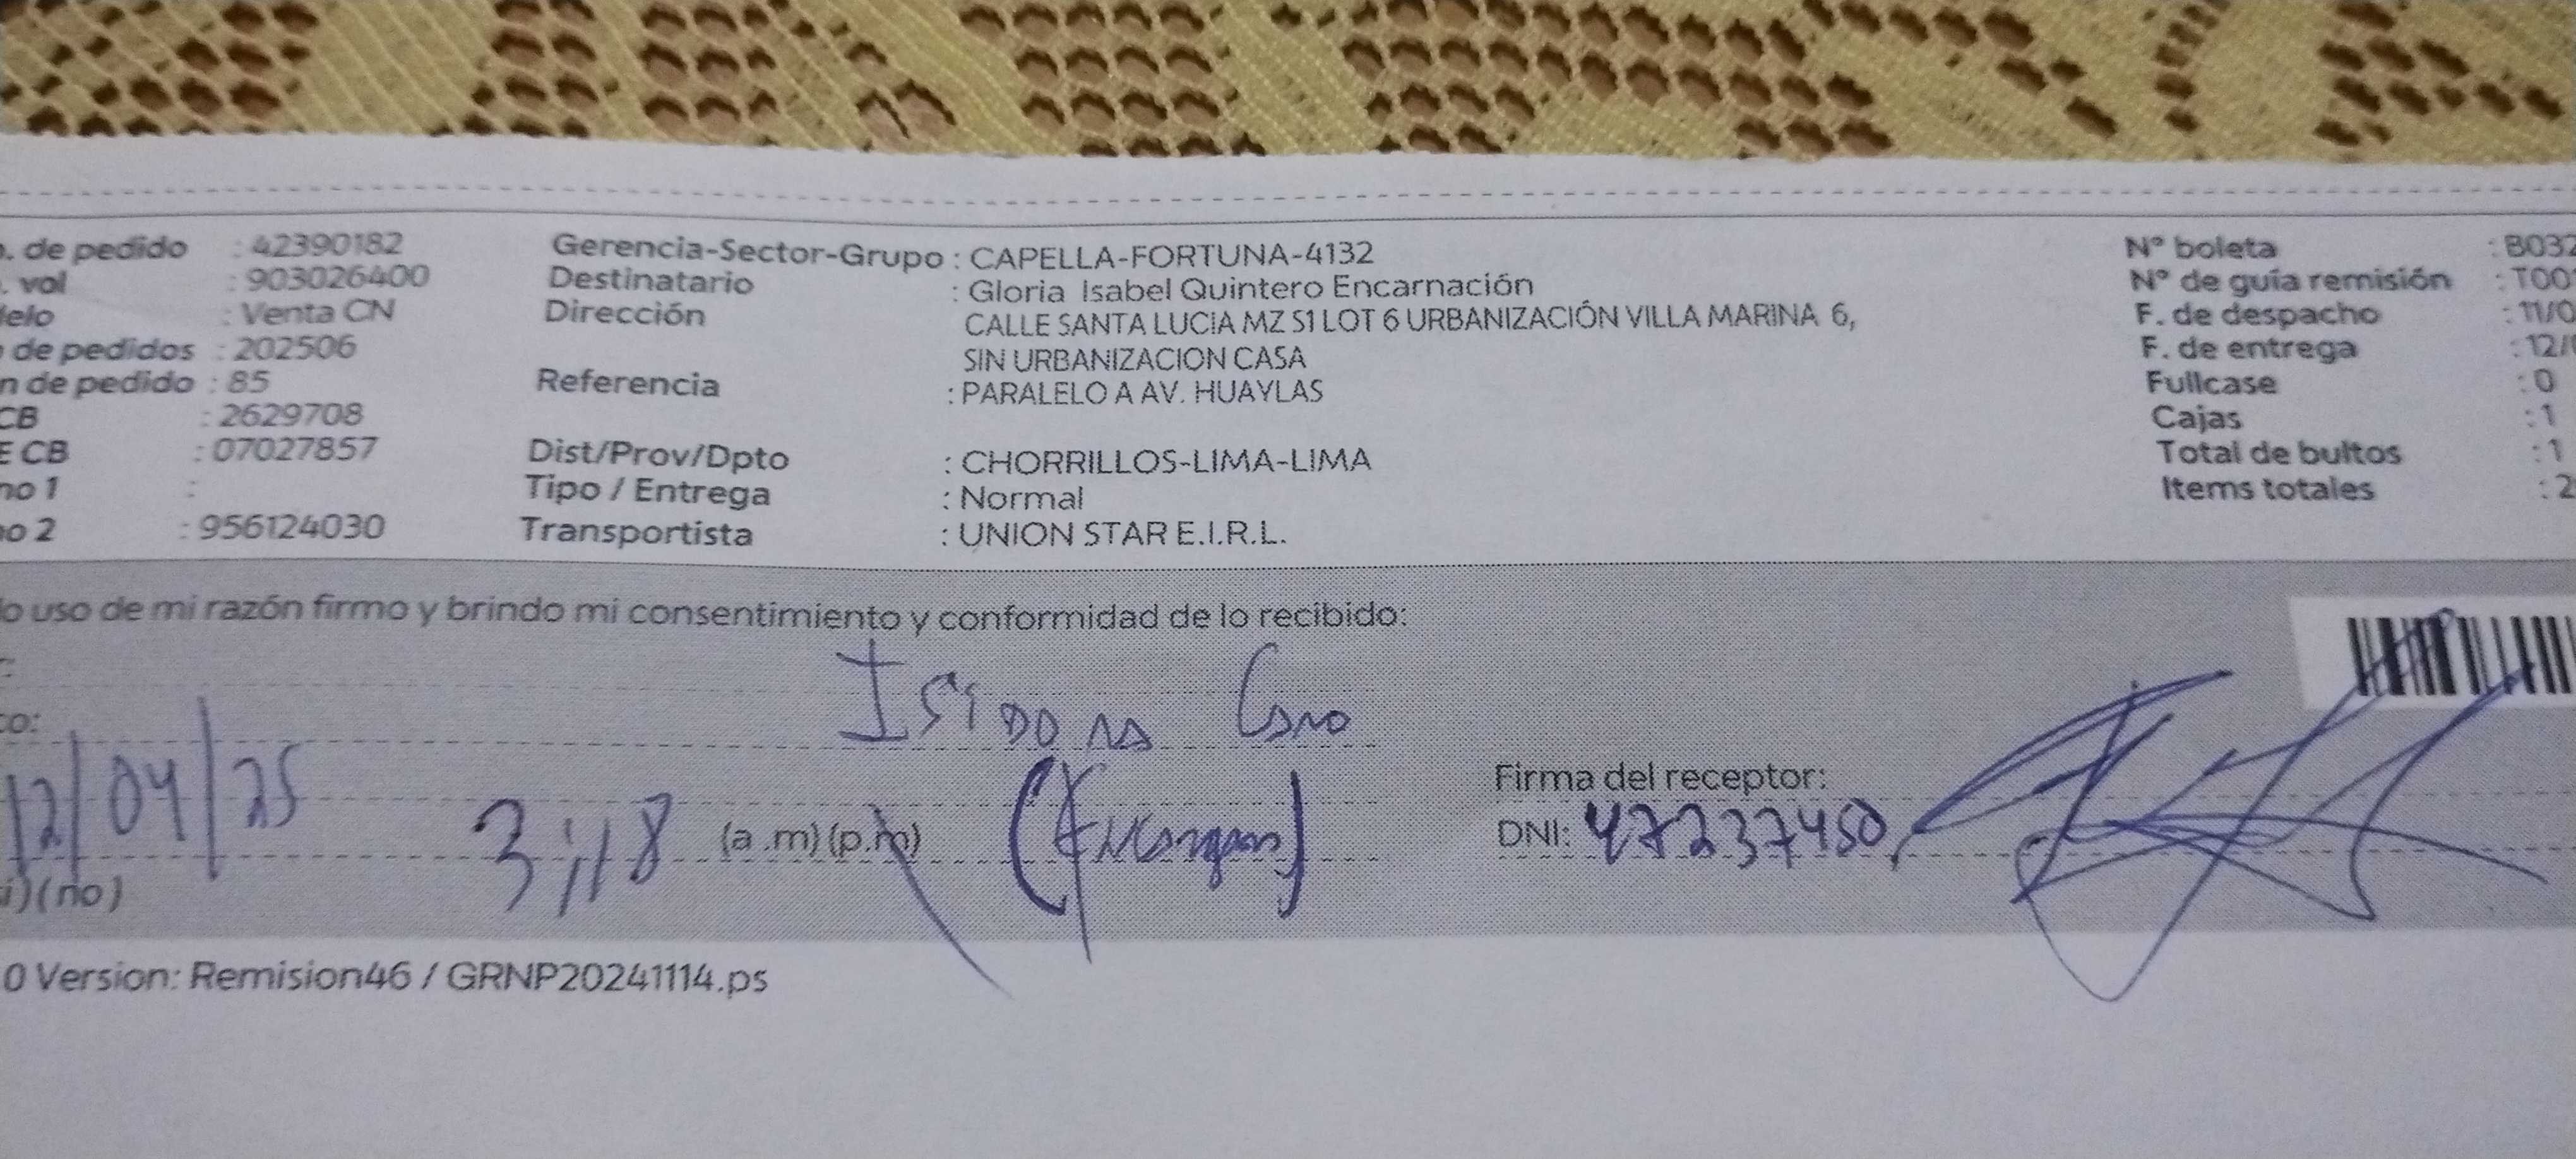 . de pedido : 42390182 Gerencia-Sector-Grupo : CAPELLA-FORTUNA-4132 N° boleta : B032
. vol : 903026400 Destinatario : Gloria Isabel Quintero Encarnación N° de guía remisión : T00
delo : Venta CN Dirección CALLE SANTA LUCIA MZ S1 LOT 6 URBANIZACIÓN VILLA MARINA 6, F. de despacho : 11/0
de pedidos : 202506 SIN URBANIZACION CASA F. de entrega : 12/
n de pedido : 85 Referencia : PARALELO A AV. HUAYLAS Fullcase : 0
CB : 2629708 Cajas : 1
E CB : 07027857 Dist/Prov/Dpto : CHORRILLOS-LIMA-LIMA Total de bultos : 1
no 1 : Tipo / Entrega : Normal Items totales : 2
no 2 : 956124030 Transportista : UNION STAR E.I.R.L.
o uso de mi razón firmo y brindo mi consentimiento y conformidad de lo recibido:
co:
12/04/25 3:18 (a.m)(p.m) Firma del receptor:
DNI: 47237450
i)(no)
0 Version: Remision46 / GRNP20241114.ps